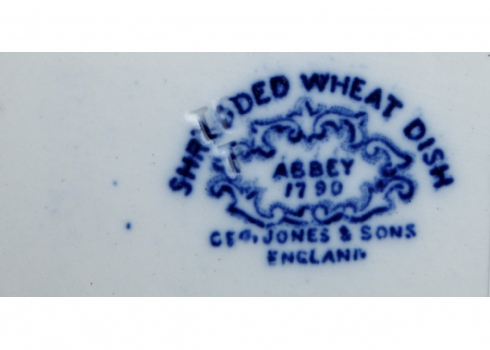 SHREDDED WHEAT DISH
ABBEY
1790
GEO. JONES & SONS
ENGLAND